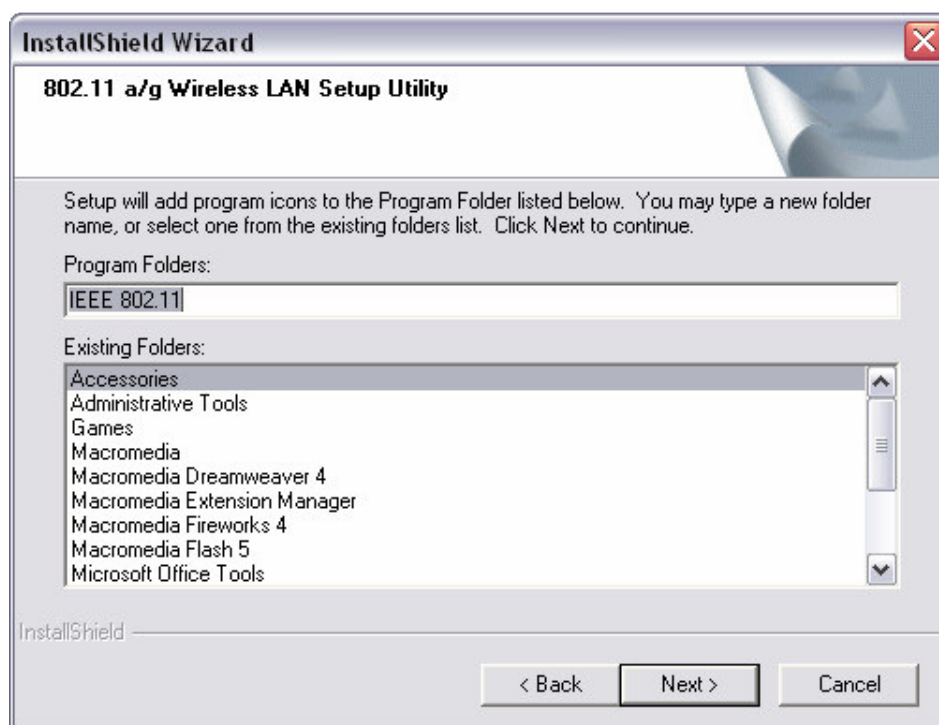 InstallShield Wizard
802.11 a/g Wireless LAN Setup Utility
Setup will add program icons to the Program Folder listed below. You may type a new folder
name, or select one from the existing folders list. Click Next to continue.
Program Folders:
IEEE 802.11
Existing Folders:
Accessories
Administrative Tools
Games
Macromedia
Macromedia Dreamweaver 4
Macromedia Extension Manager
Macromedia Fireworks 4
Macromedia Flash 5
Microsoft Office Tools
InstallShield
< Back
Next >
Cancel